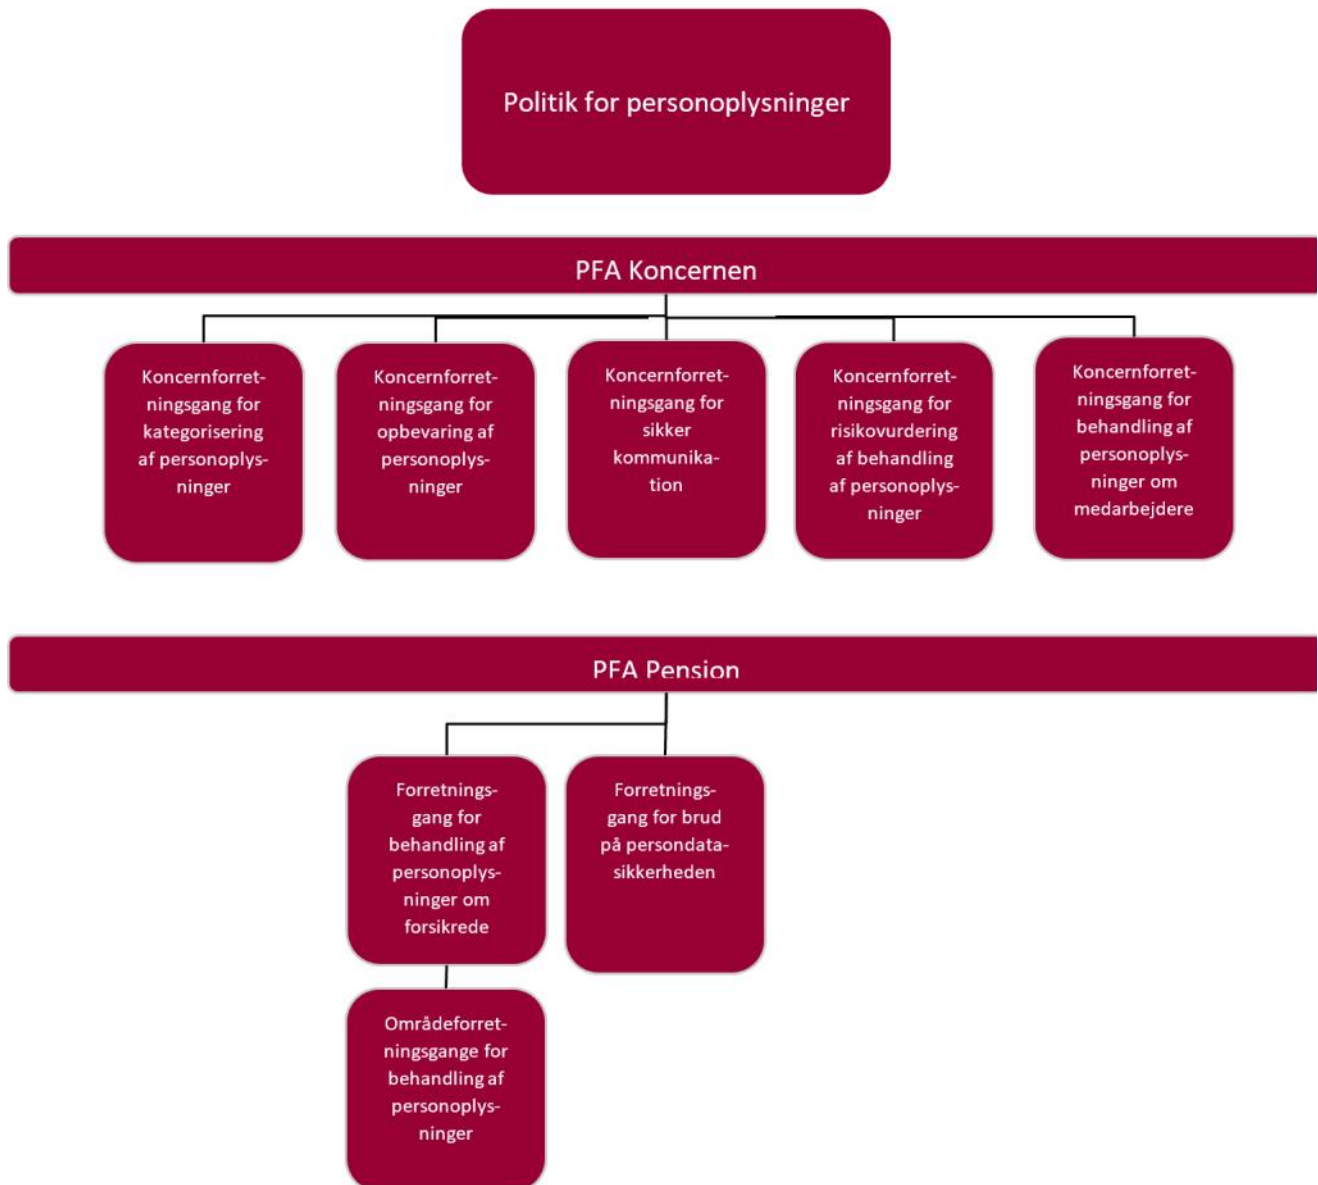 Politik for personoplysninger
PFA Koncernen
Koncernforret-
ningsgang for
kategorisering
af personoplys-
ninger
Koncernforret-
ningsgang for
opbevaring af
personoplys-
ninger
Koncernforret-
ningsgang for
sikker
kommunika-
tion
Koncernforret-
ningsgang for
risikovurdering
af behandling
af personoplys-
ninger
Koncernforret-
ningsgang for
behandling af
personoplys-
ninger om
medarbejdere
PFA Pension
Forretnings-
gang for
behandling af
personoplys-
ninger om
forsikrede
Forretnings-
gang for brud
på persondata-
sikkerheden
Områdeforret-
ningsgange for
behandling af
personoplys-
ninger